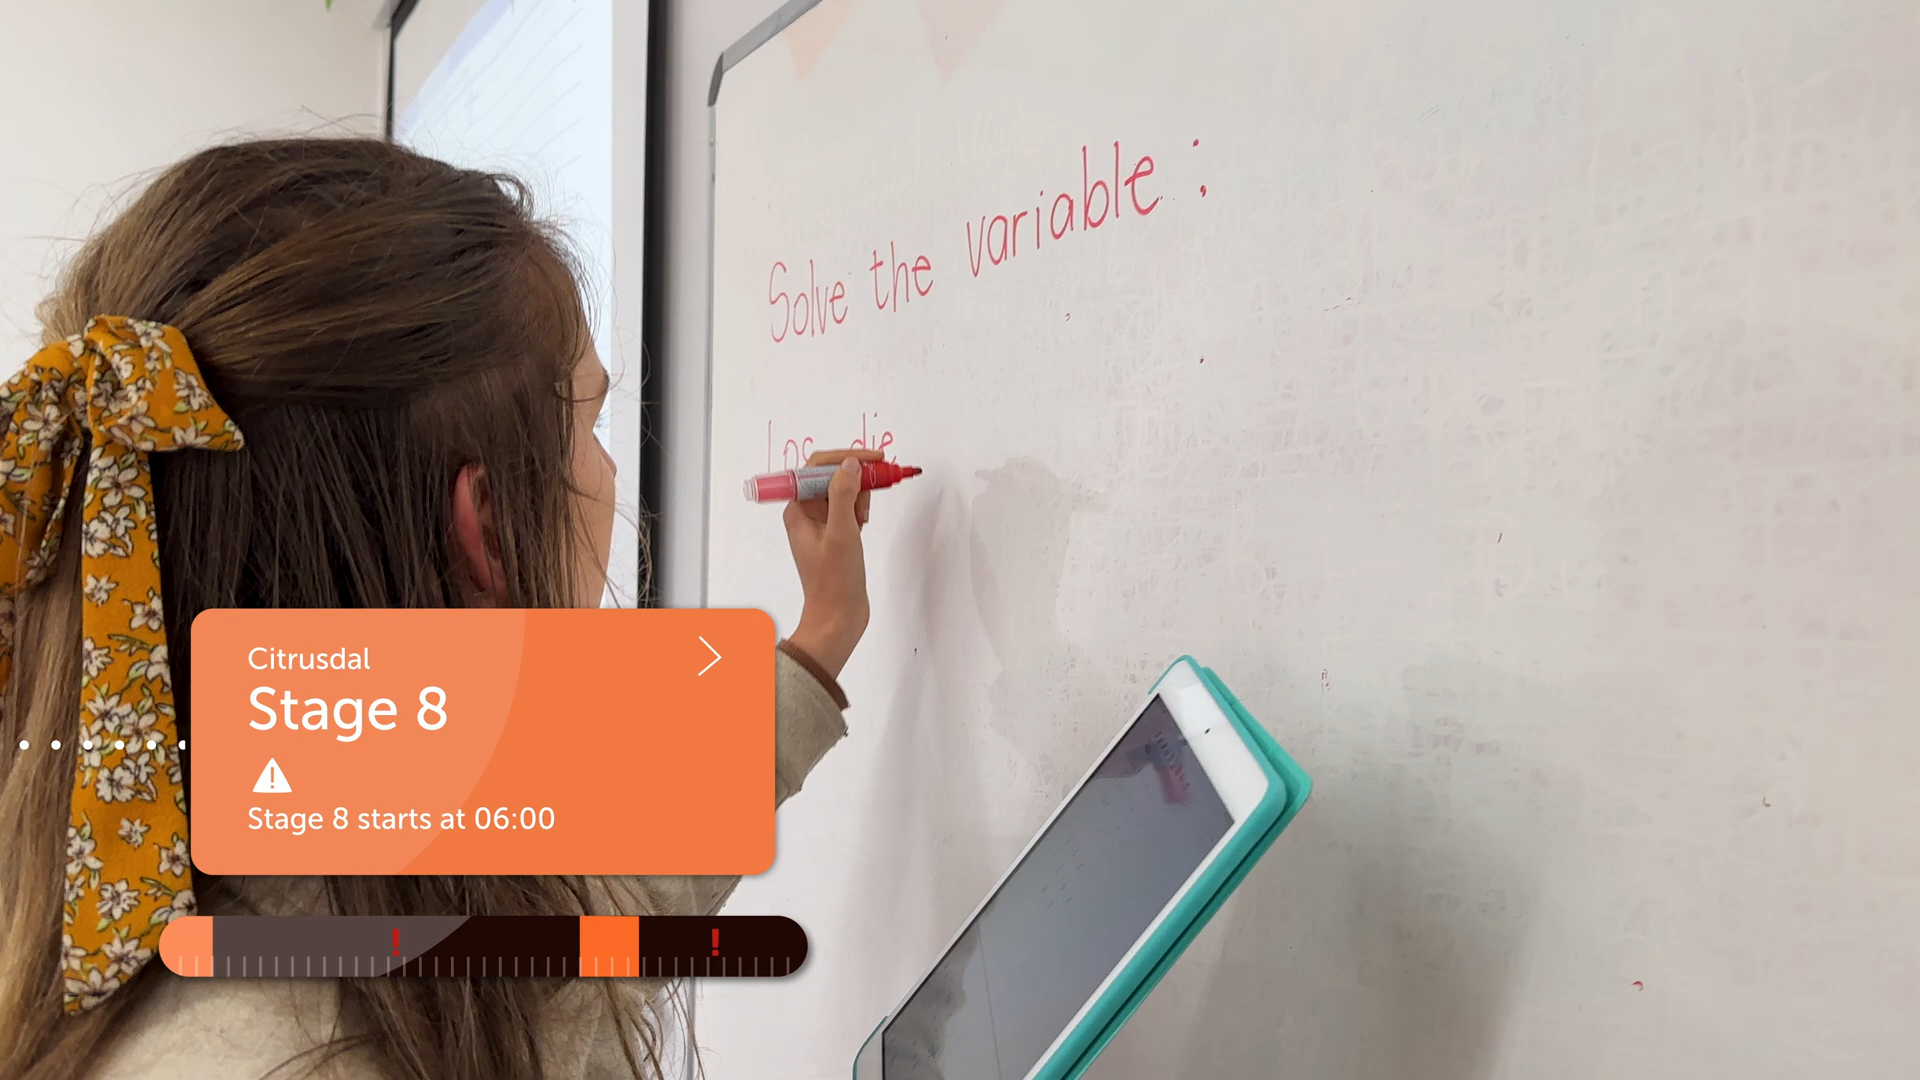 Solve the variable :
Los die
Citrusdal
Stage 8
Stage 8 starts at 06:00
! !